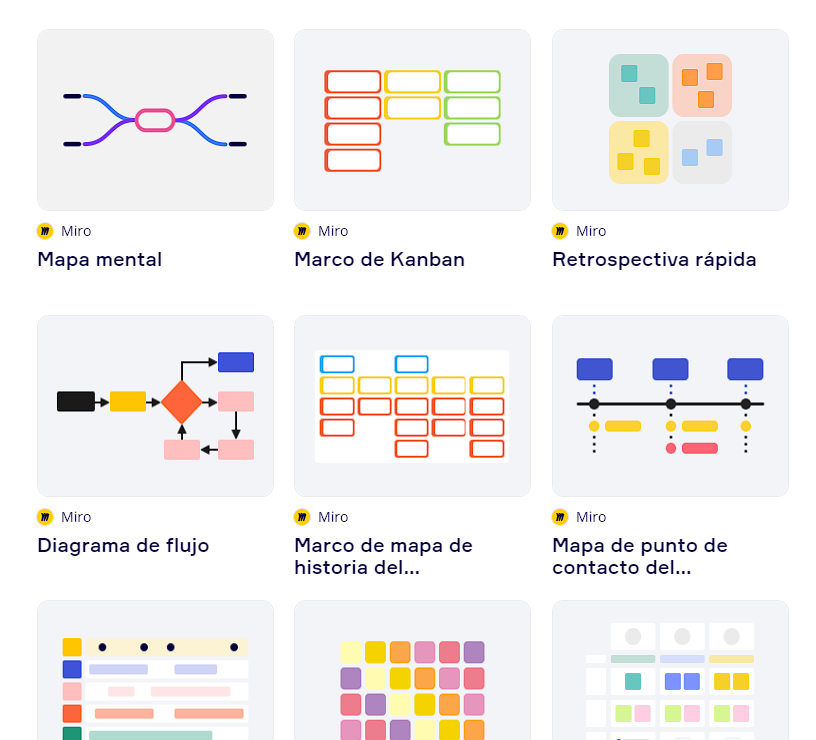 Miro
Mapa mental
Miro
Marco de Kanban
Miro
Retrospectiva rápida
Miro
Diagrama de flujo
Miro
Marco de mapa de
historia del...
Miro
Mapa de punto de
contacto del...